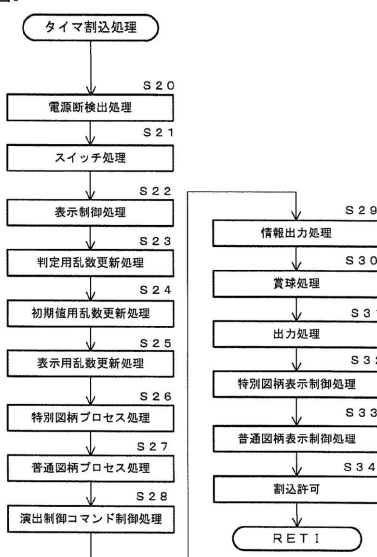 タイマ割込処理
S20
電源断検出処理
S21
スイッチ処理
S22
表示制御処理
S23
判定用乱数更新処理
S24
初期値用乱数更新処理
S25
表示用乱数更新処理
S26
特別図柄プロセス処理
S27
普通図柄プロセス処理
S28
演出制御コマンド制御処理
S29
情報出力処理
S30
賞球処理
S31
出力処理
S32
特別図柄表示制御処理
S33
普通図柄表示制御処理
S34
割込許可
RETI